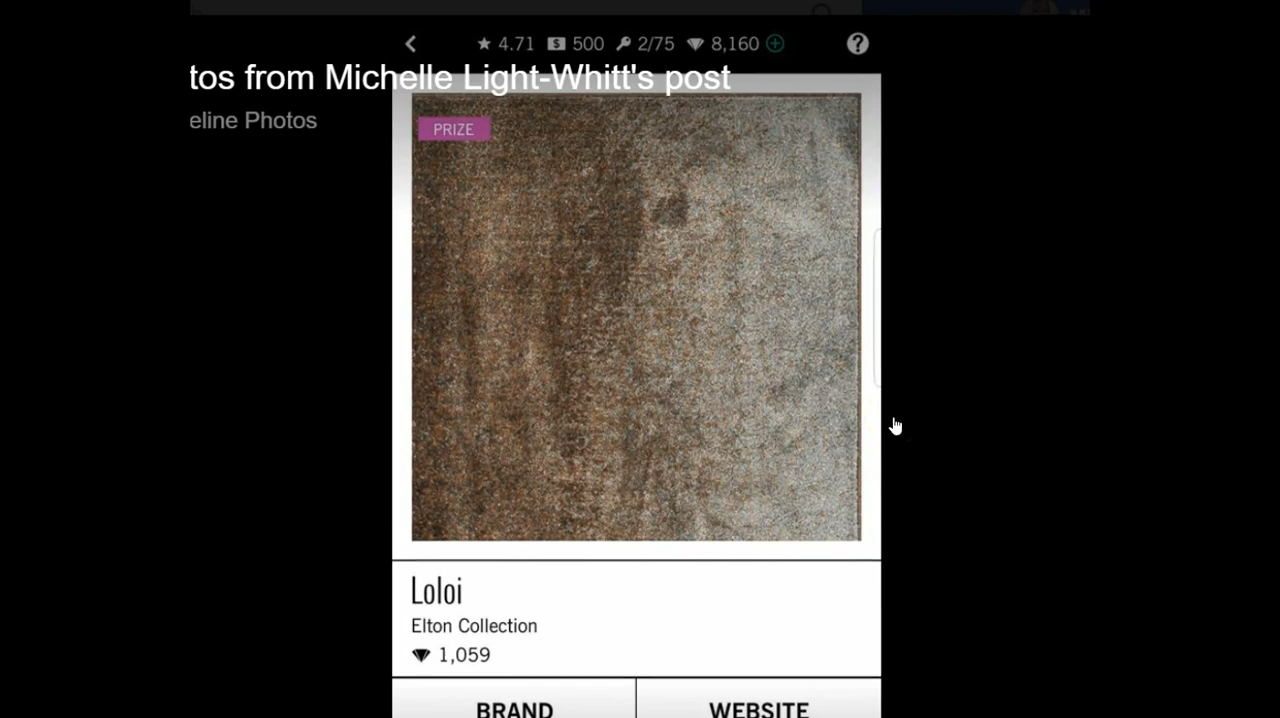 4.71 500 2/75 8,160
tos from Michelle Light-Whitt's post
eline Photos
PRIZE
Loloi
Elton Collection
1,059
BRAND WEBSITE